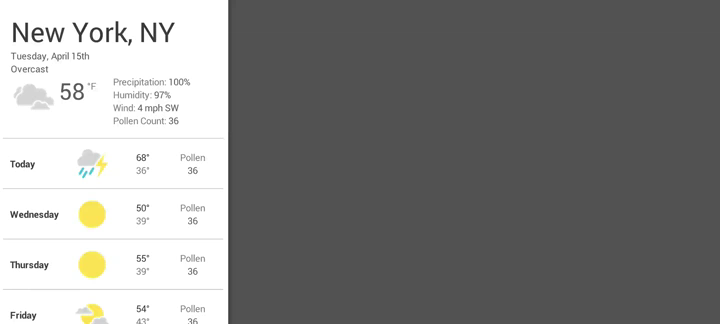 New York, NY
Tuesday, April 15th
Overcast
58 °F
Precipitation: 100%
Humidity: 97%
Wind: 4 mph SW
Pollen Count: 36
Today 68° Pollen
36° 36
Wednesday 50° Pollen
39° 36
Thursday 55° Pollen
39° 36
Friday 54° Pollen
43° 36